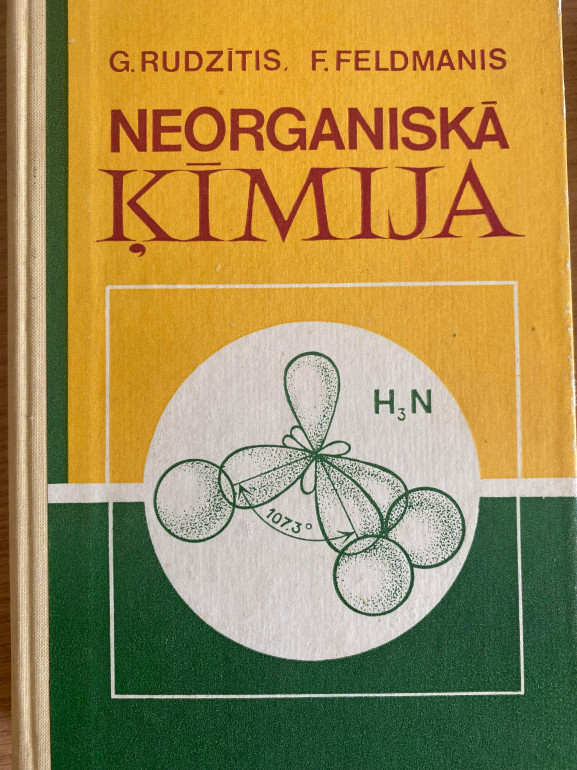 G.RUDZĪTIS, F.FELDMANIS
NEORGANISKĀ
ĶĪMIJA
H₃N
107.3°